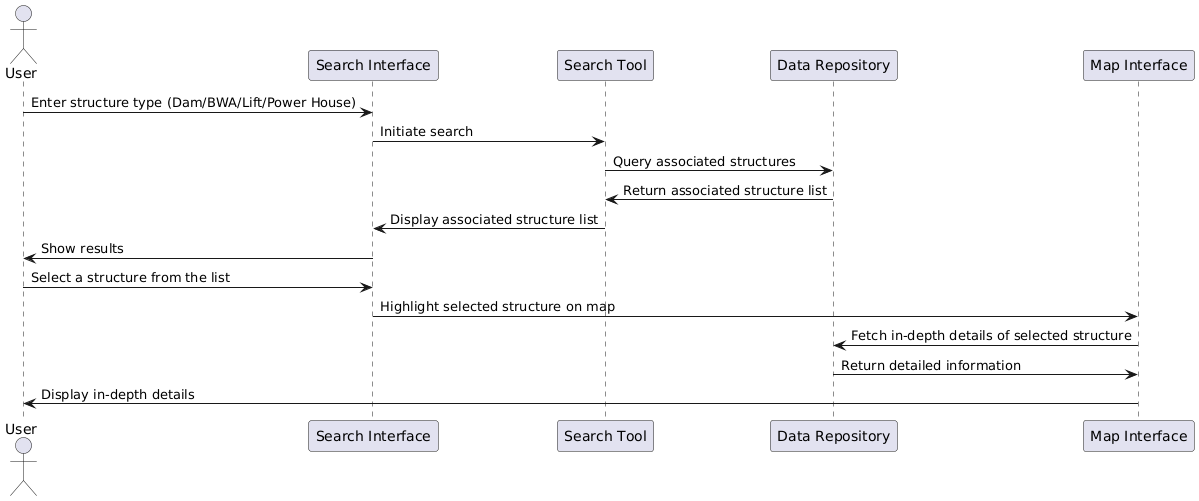 User
Search Interface
Search Tool
Data Repository
Map Interface
Enter structure type (Dam/BWA/Lift/Power House)
Initiate search
Query associated structures
Return associated structure list
Display associated structure list
Show results
Select a structure from the list
Highlight selected structure on map
Fetch in-depth details of selected structure
Return detailed information
Display in-depth details
User
Search Interface
Search Tool
Data Repository
Map Interface